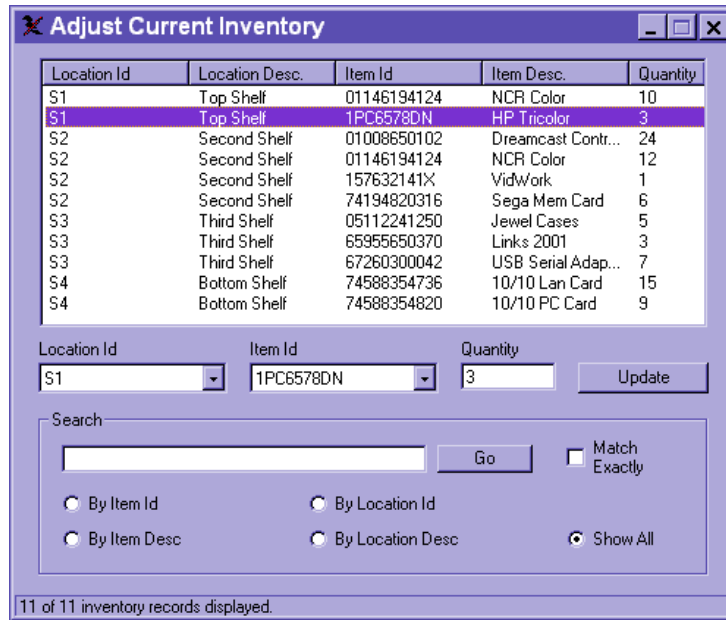 Adjust Current Inventory
Location Id Location Desc. Item Id Item Desc. Quantity
S1 Top Shelf 01146194124 NCR Color 10
S1 Top Shelf 1PC6578DN HP Tricolor 3
S2 Second Shelf 01008650102 Dreamcast Contr... 24
S2 Second Shelf 01146194124 NCR Color 12
S2 Second Shelf 157632141X VidWork 1
S2 Second Shelf 74194820316 Sega Mem Card 6
S3 Third Shelf 05112241250 Jewel Cases 5
S3 Third Shelf 65955650370 Links 2001 3
S3 Third Shelf 67260300042 USB Serial Adap... 7
S4 Bottom Shelf 74588354736 10/10 Lan Card 15
S4 Bottom Shelf 74588354820 10/10 PC Card 9
Location Id Item Id Quantity
S1 1PC6578DN 3 Update
Search
Go Match Exactly
By Item Id By Location Id
By Item Desc By Location Desc Show All
11 of 11 inventory records displayed.